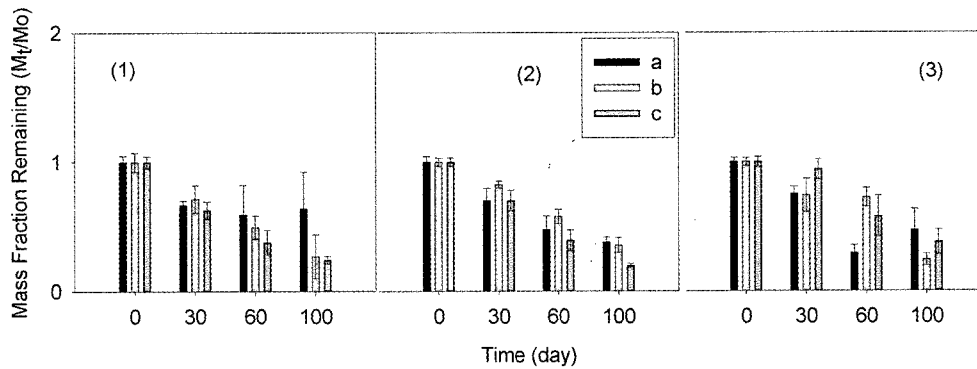 Mass Fraction Remaining (Mt/Mo)
2
1
0
(1)
(2)
(3)
a
b
c
0 30 60 100
0 30 60 100
0 30 60 100
Time (day)